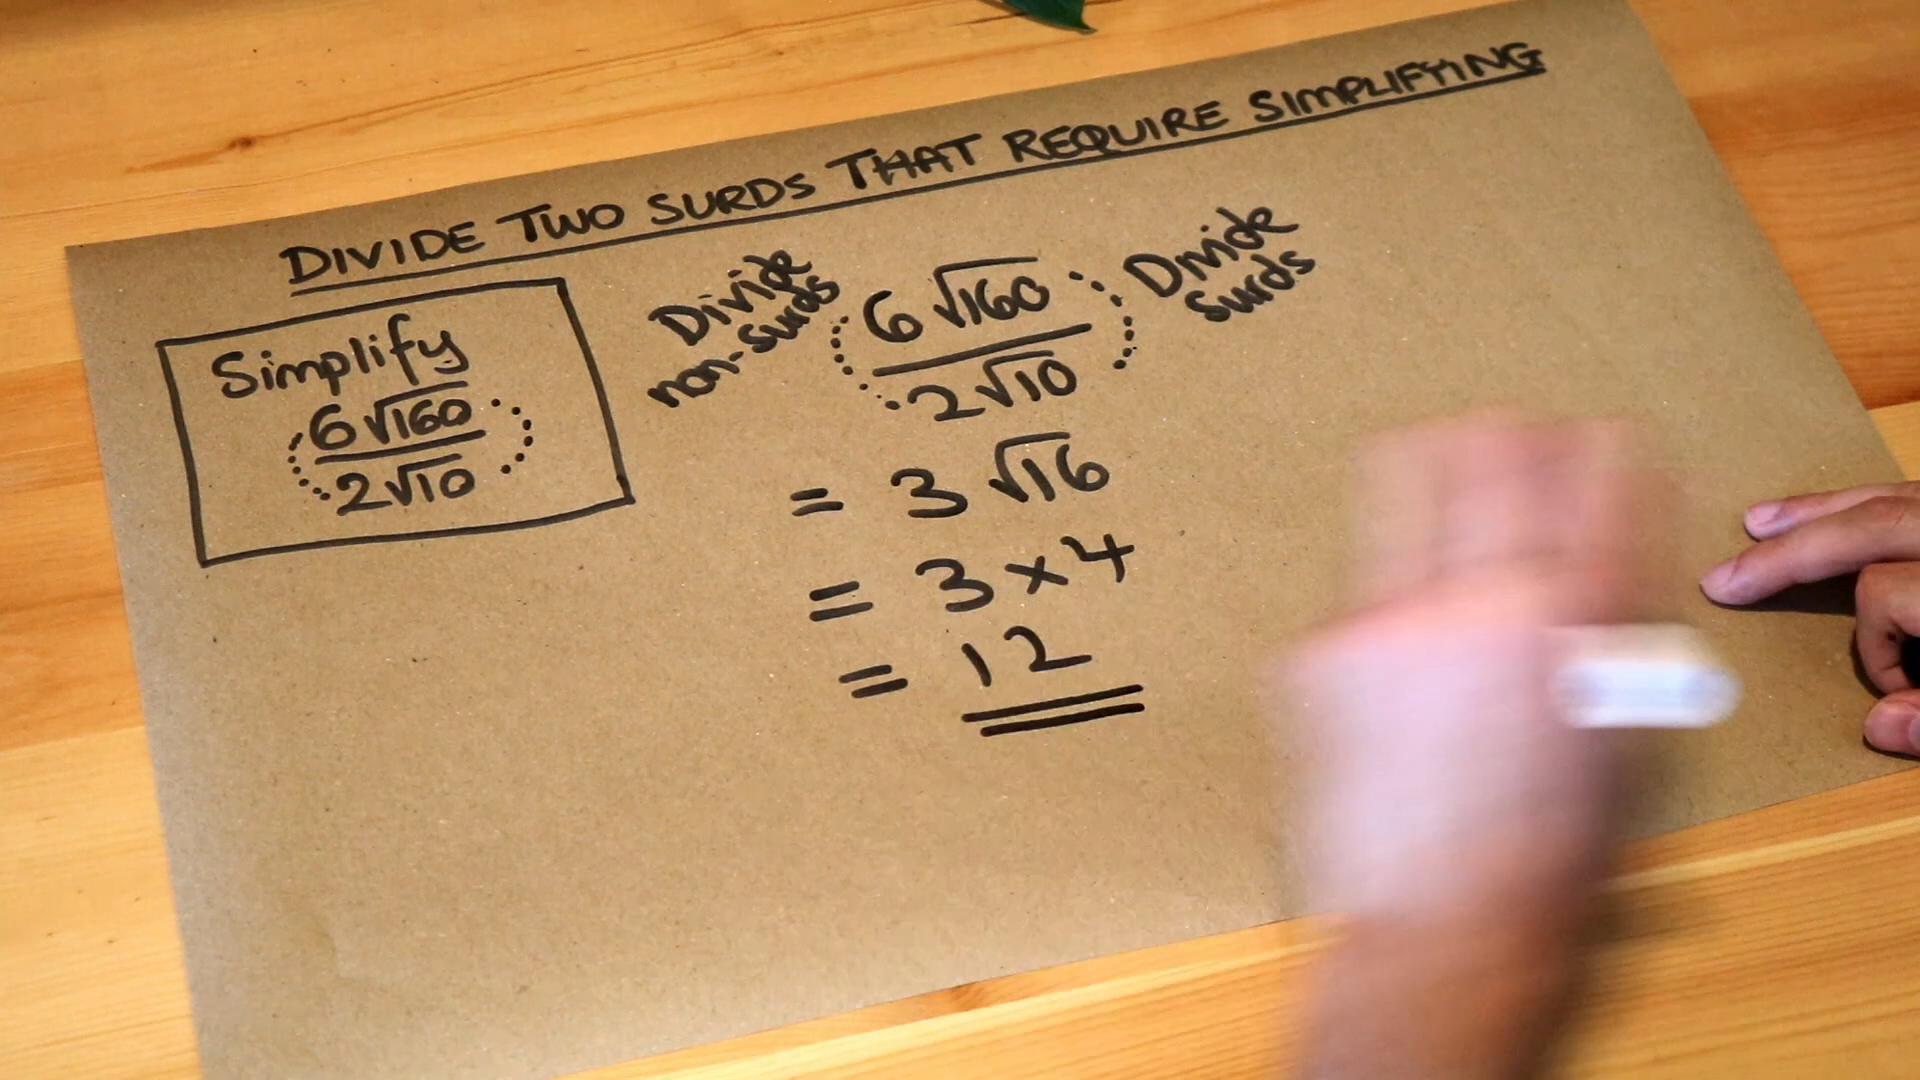 DIVIDE TWO SURDS THAT REQUIRE SIMPLIFYING
Simplify
6√160
2√10
Divide
non-surds
6√160
2√10
Divide
surds
= 3√16
= 3×4
= 12